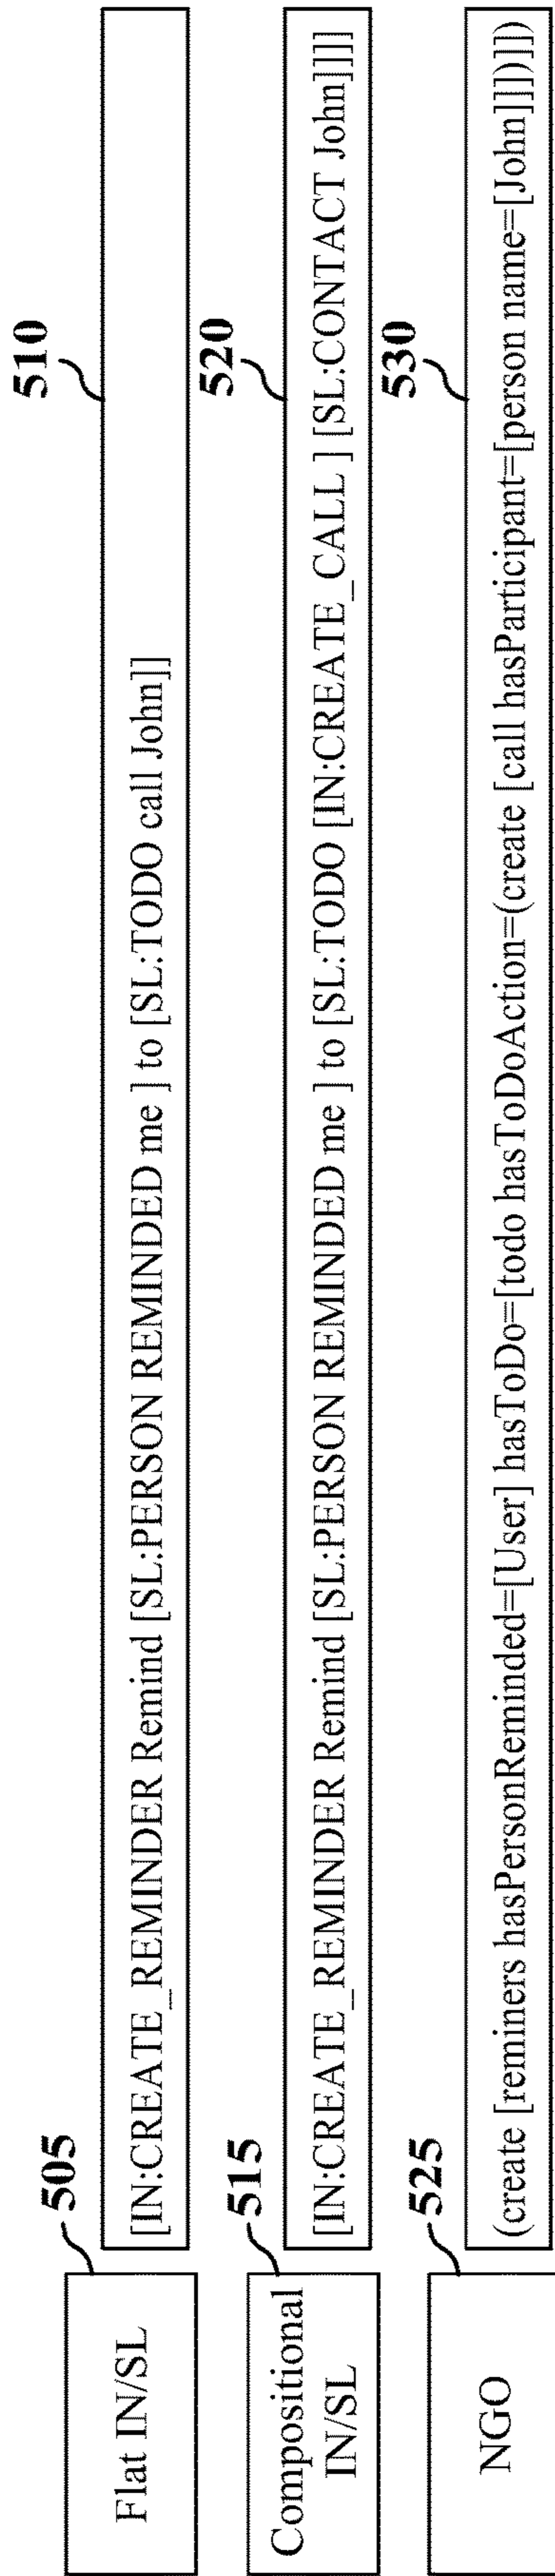 505
Flat IN/SL
510
[IN:CREATE_REMINDER Remind [SL:PERSON REMINDED me ] to [SL:TODO call John]]
515
Compositional
IN/SL
520
[IN:CREATE_REMINDER Remind [SL:PERSON REMINDED me ] to [SL:TODO [IN:CREATE_CALL ] [SL:CONTACT John]]]]
525
NGO
530
(create [reminers hasPersonReminded=[User] hasToDo=[todo hasToDoAction=(create [call hasParticipant=[person name=[John]]])]])